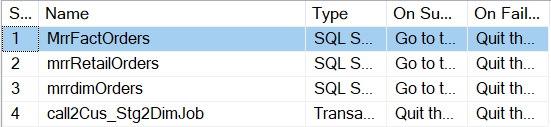 S... Name Type On Su... On Fail...
1 MrrFactOrders SQL S... Go to t... Quit th...
2 mrrRetailOrders SQL S... Go to t... Quit th...
3 mrrdimOrders SQL S... Go to t... Quit th...
4 call2Cus_Stg2DimJob Transa... Quit th... Quit th...